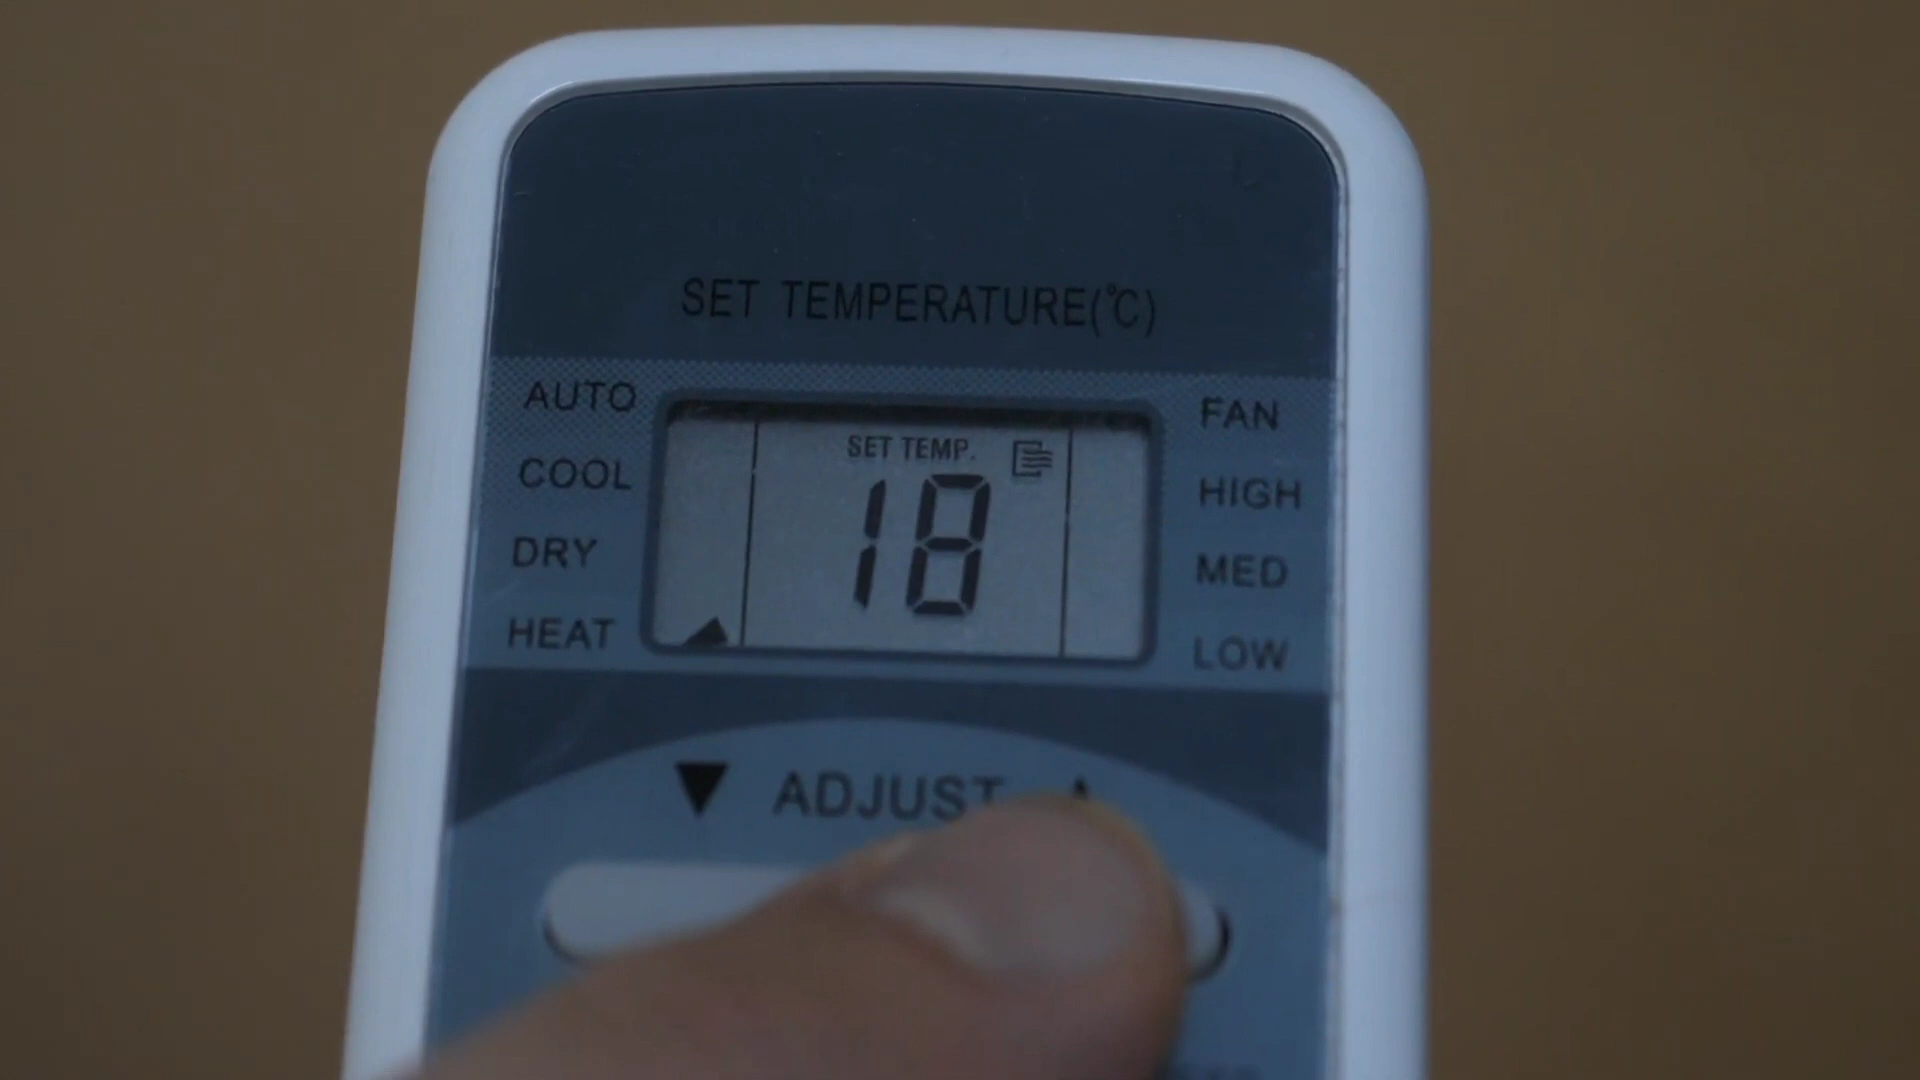 SET TEMPERATURE(°C)
AUTO
COOL
DRY
HEAT
SET TEMP.
18
FAN
HIGH
MED
LOW
▼ ADJUST ▲